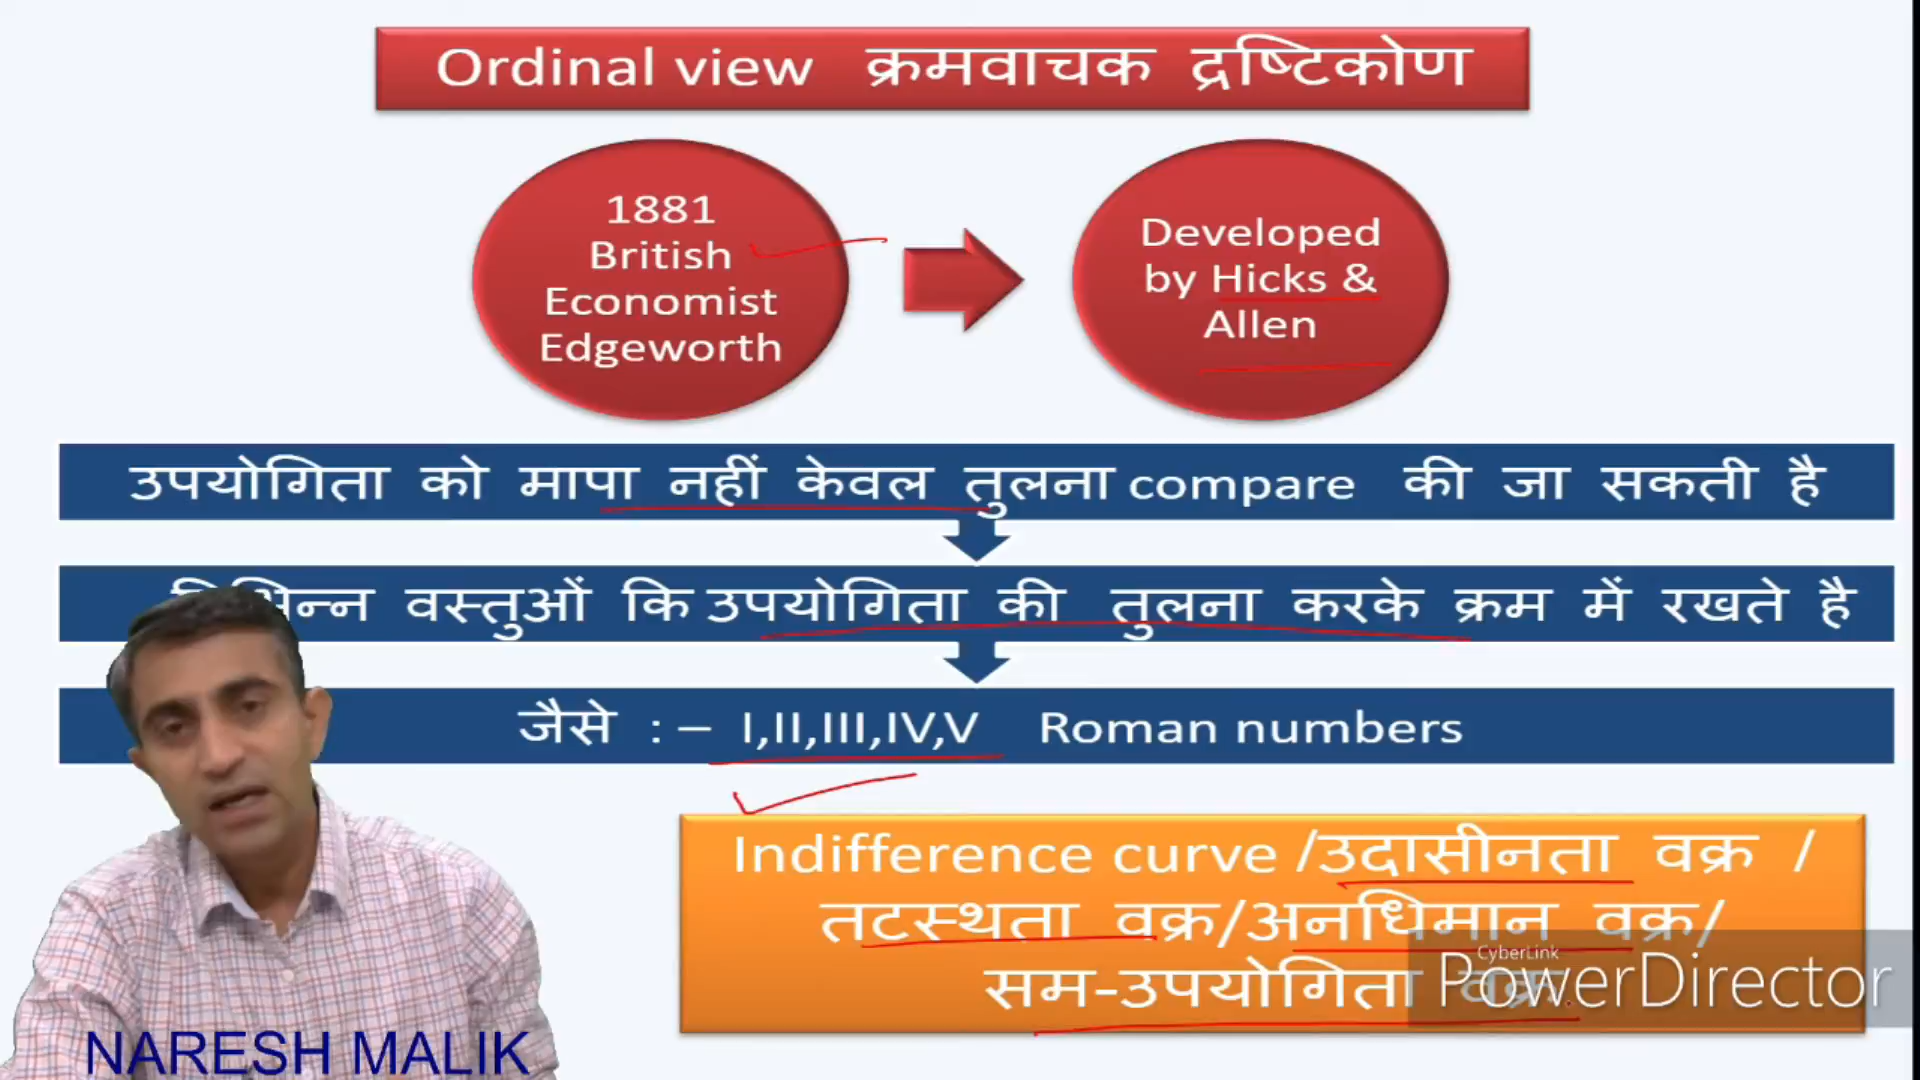 Ordinal view क्रमवाचक द्रष्टिकोण
1881
British
Economist
Edgeworth
Developed
by Hicks &
Allen
उपयोगिता को मापा नहीं केवल तुलना compare की जा सकती है
वस्तुओं कि उपयोगिता की तुलना करके क्रम में रखते है
जैसे :– I,II,III,IV,V Roman numbers
Indifference curve /उदासीनता वक्र /
तटस्थता वक्र/अनधिमान वक्र/
सम-उपयोगिता वक्र
CyberLink
PowerDirector
NARESH MALIK